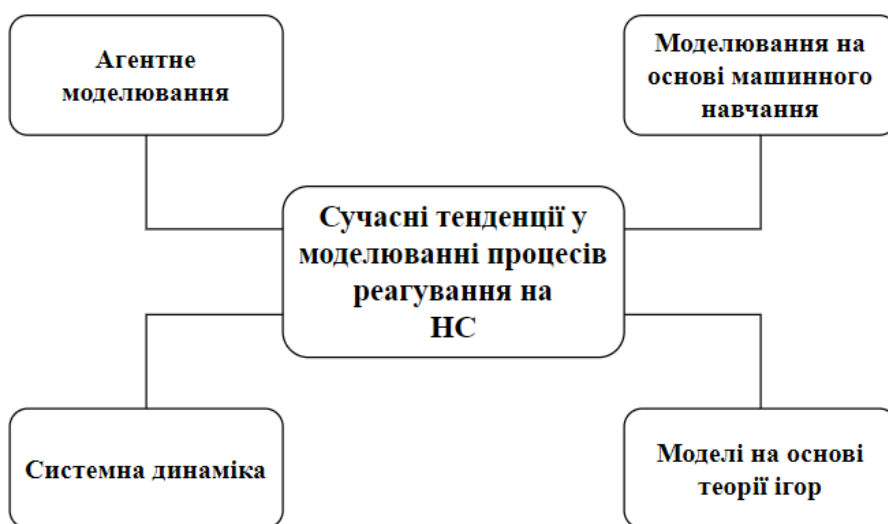 Агентне
моделювання
Моделювання на
основі машинного
навчання
Сучасні тенденції у
моделюванні процесів
реагування на
НС
Системна динаміка
Моделі на основі
теорії ігор